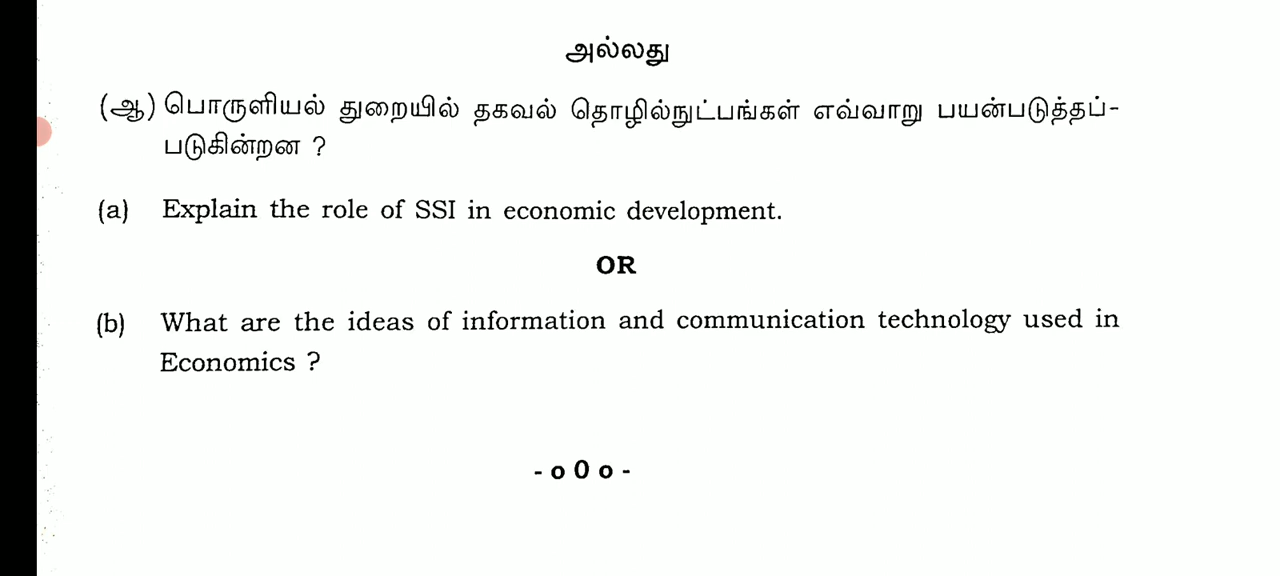 அல்லது
(ஆ) பொருளியல் துறையில் தகவல் தொழில்நுட்பங்கள் எவ்வாறு பயன்படுத்தப்-
படுகின்றன ?
(a) Explain the role of SSI in economic development.
OR
(b) What are the ideas of information and communication technology used in
Economics ?
- o 0 o -